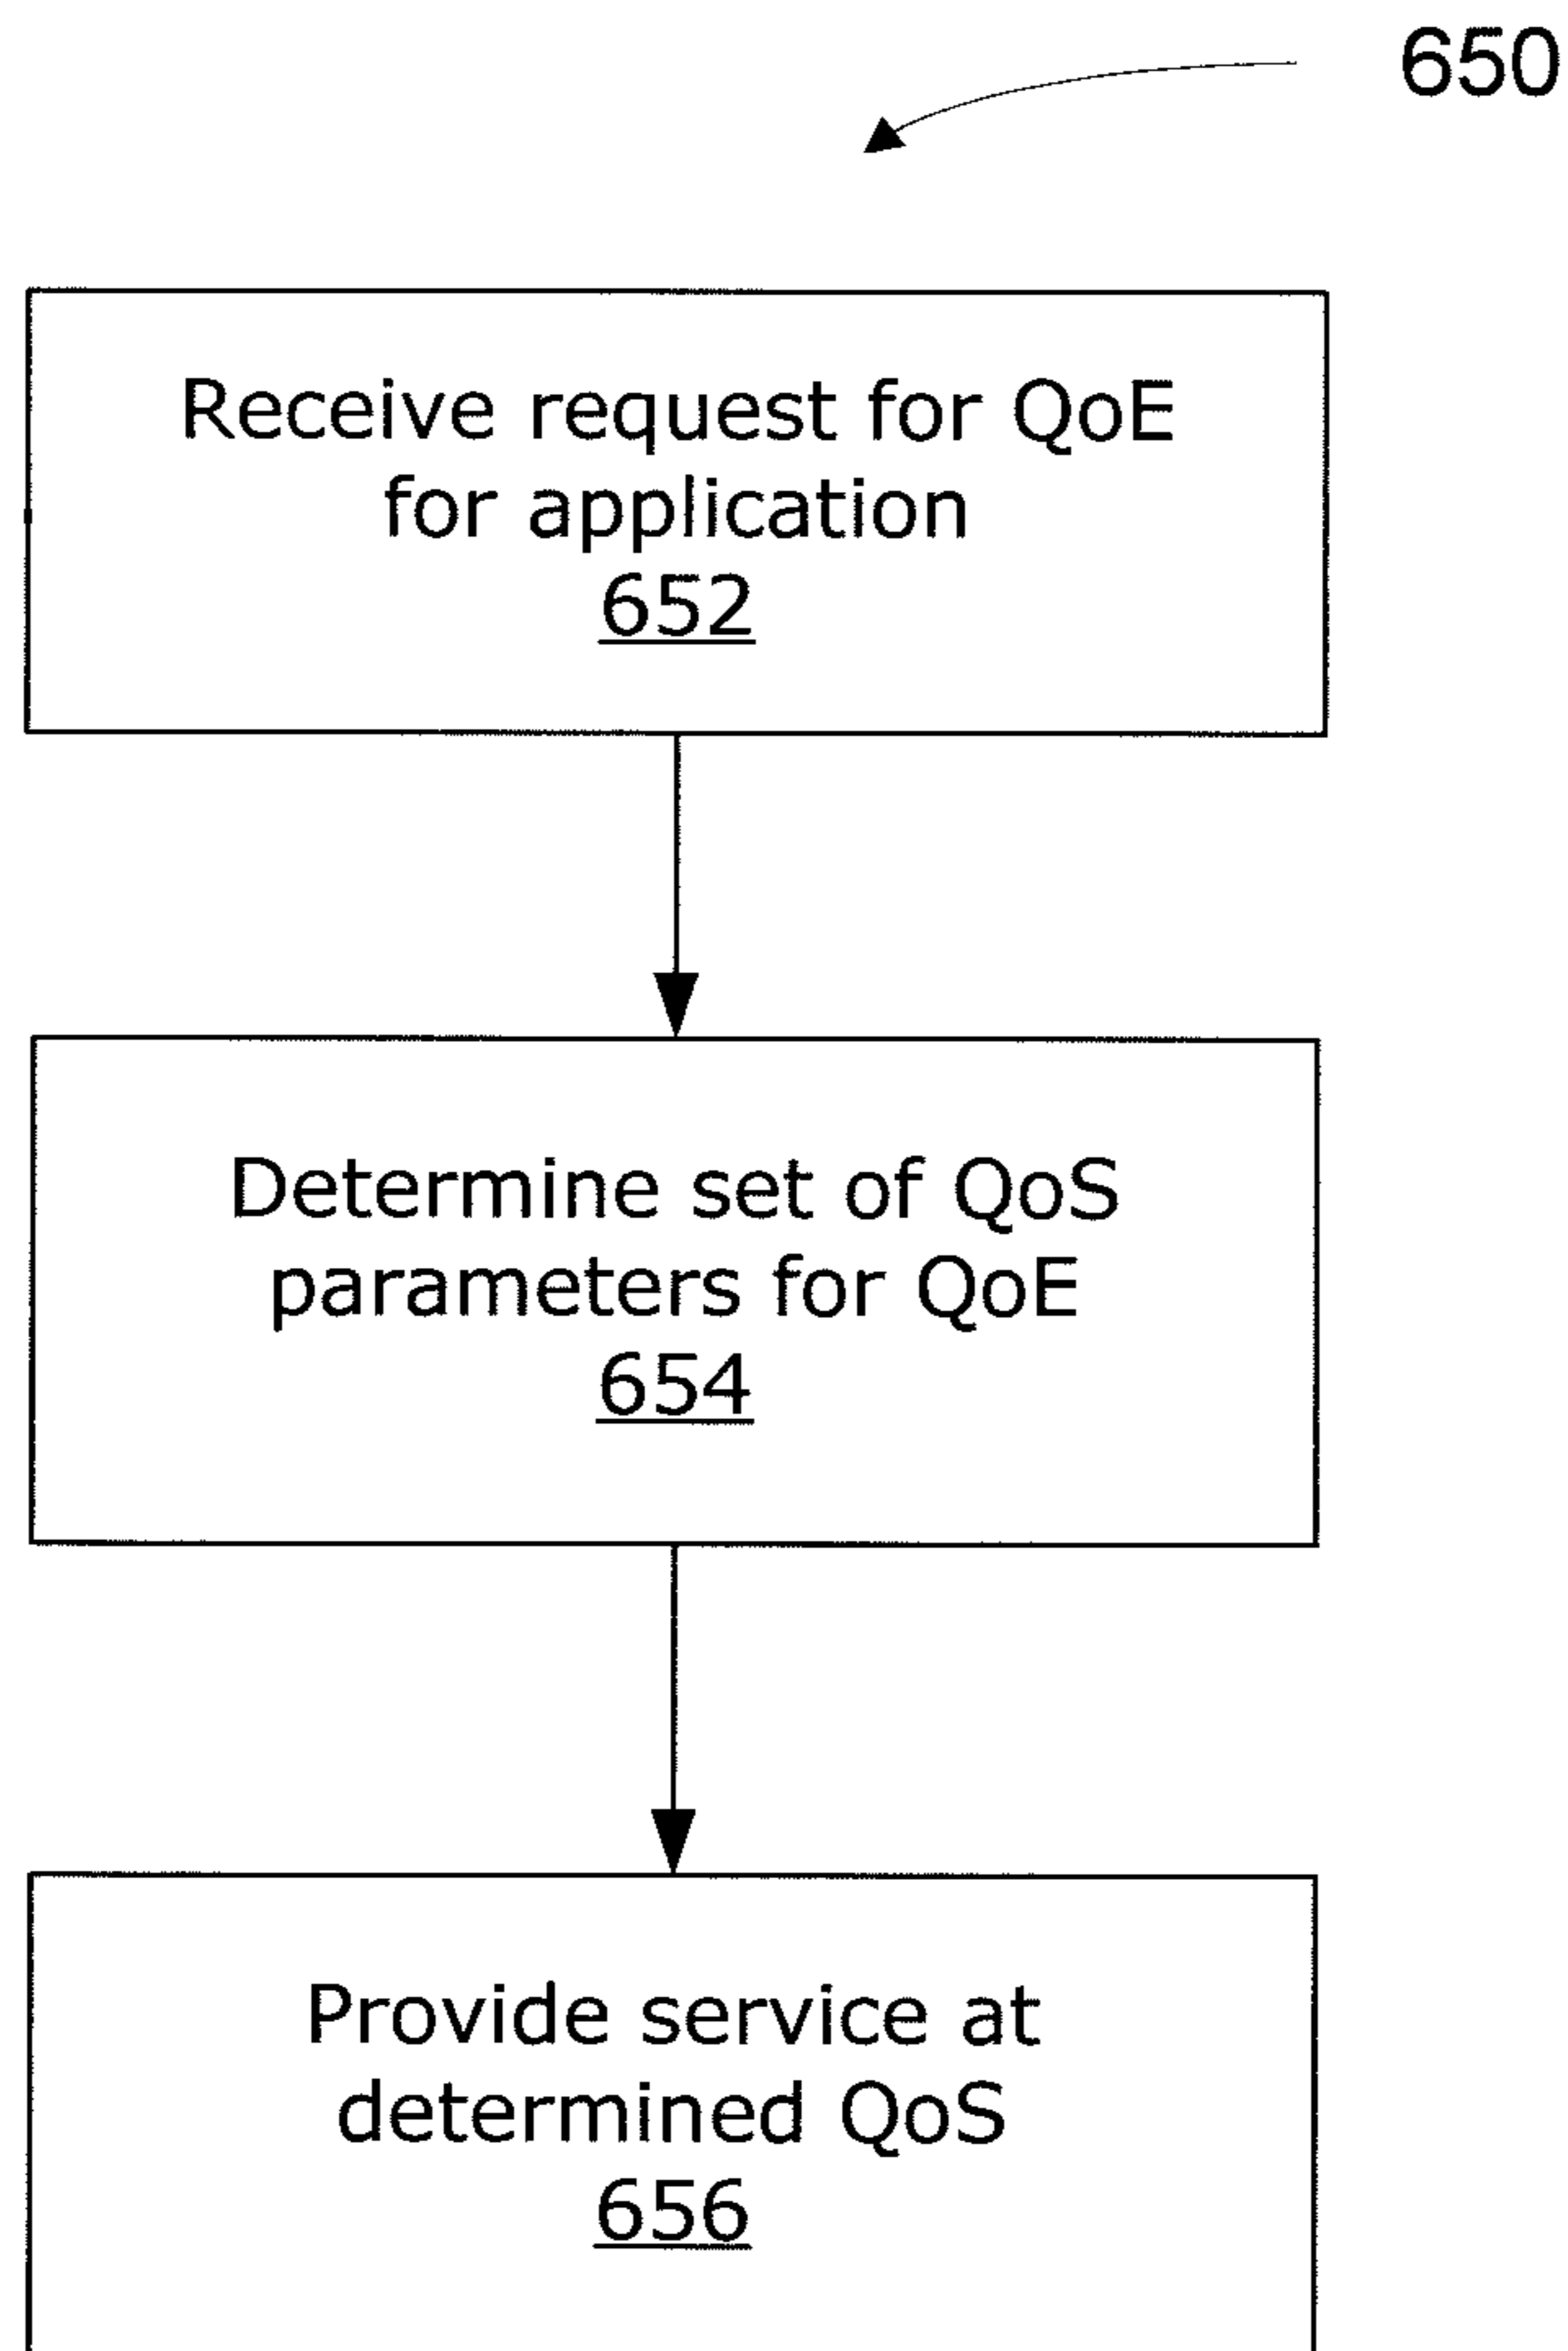 650
Receive request for QoE
for application
652
Determine set of QoS
parameters for QoE
654
Provide service at
determined QoS
656